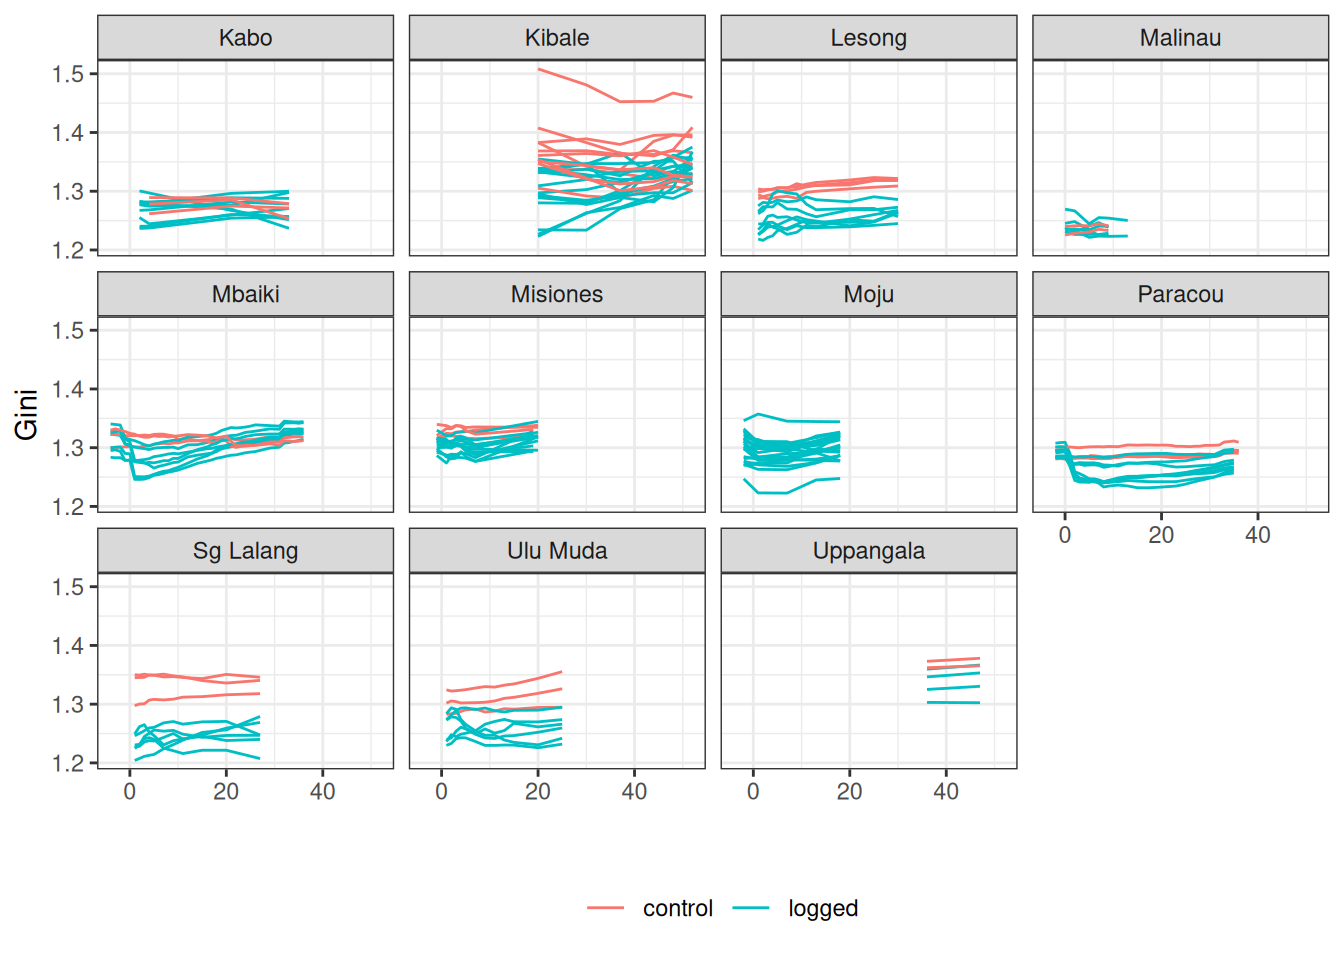 Kabo Kibale Lesong Malinau
1.5
1.4
1.3
1.2
Mbaiki Misiones Moju Paracou
1.5
1.4
1.3
1.2
0 20 40
Sg Lalang Ulu Muda Uppangala
1.5
1.4
1.3
1.2
0 20 40 0 20 40 0 20 40
Gini
control logged